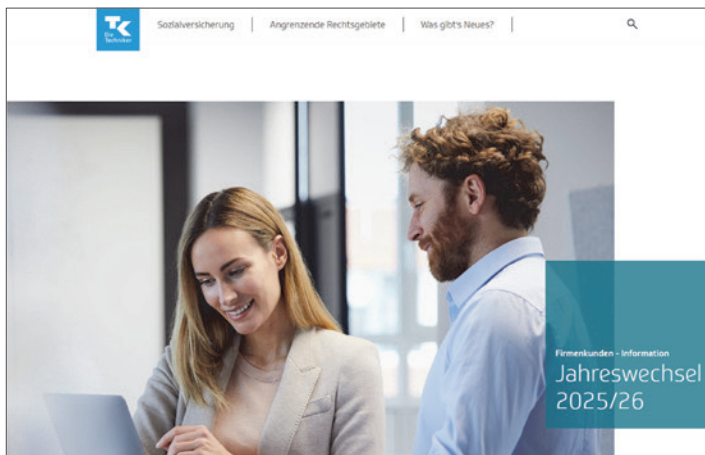 TK
Die
Techniker
Sozialversicherung | Angrenzende Rechtsgebiete | Was gibt's Neues? |
Firmenkunden - Information
Jahreswechsel
2025/26